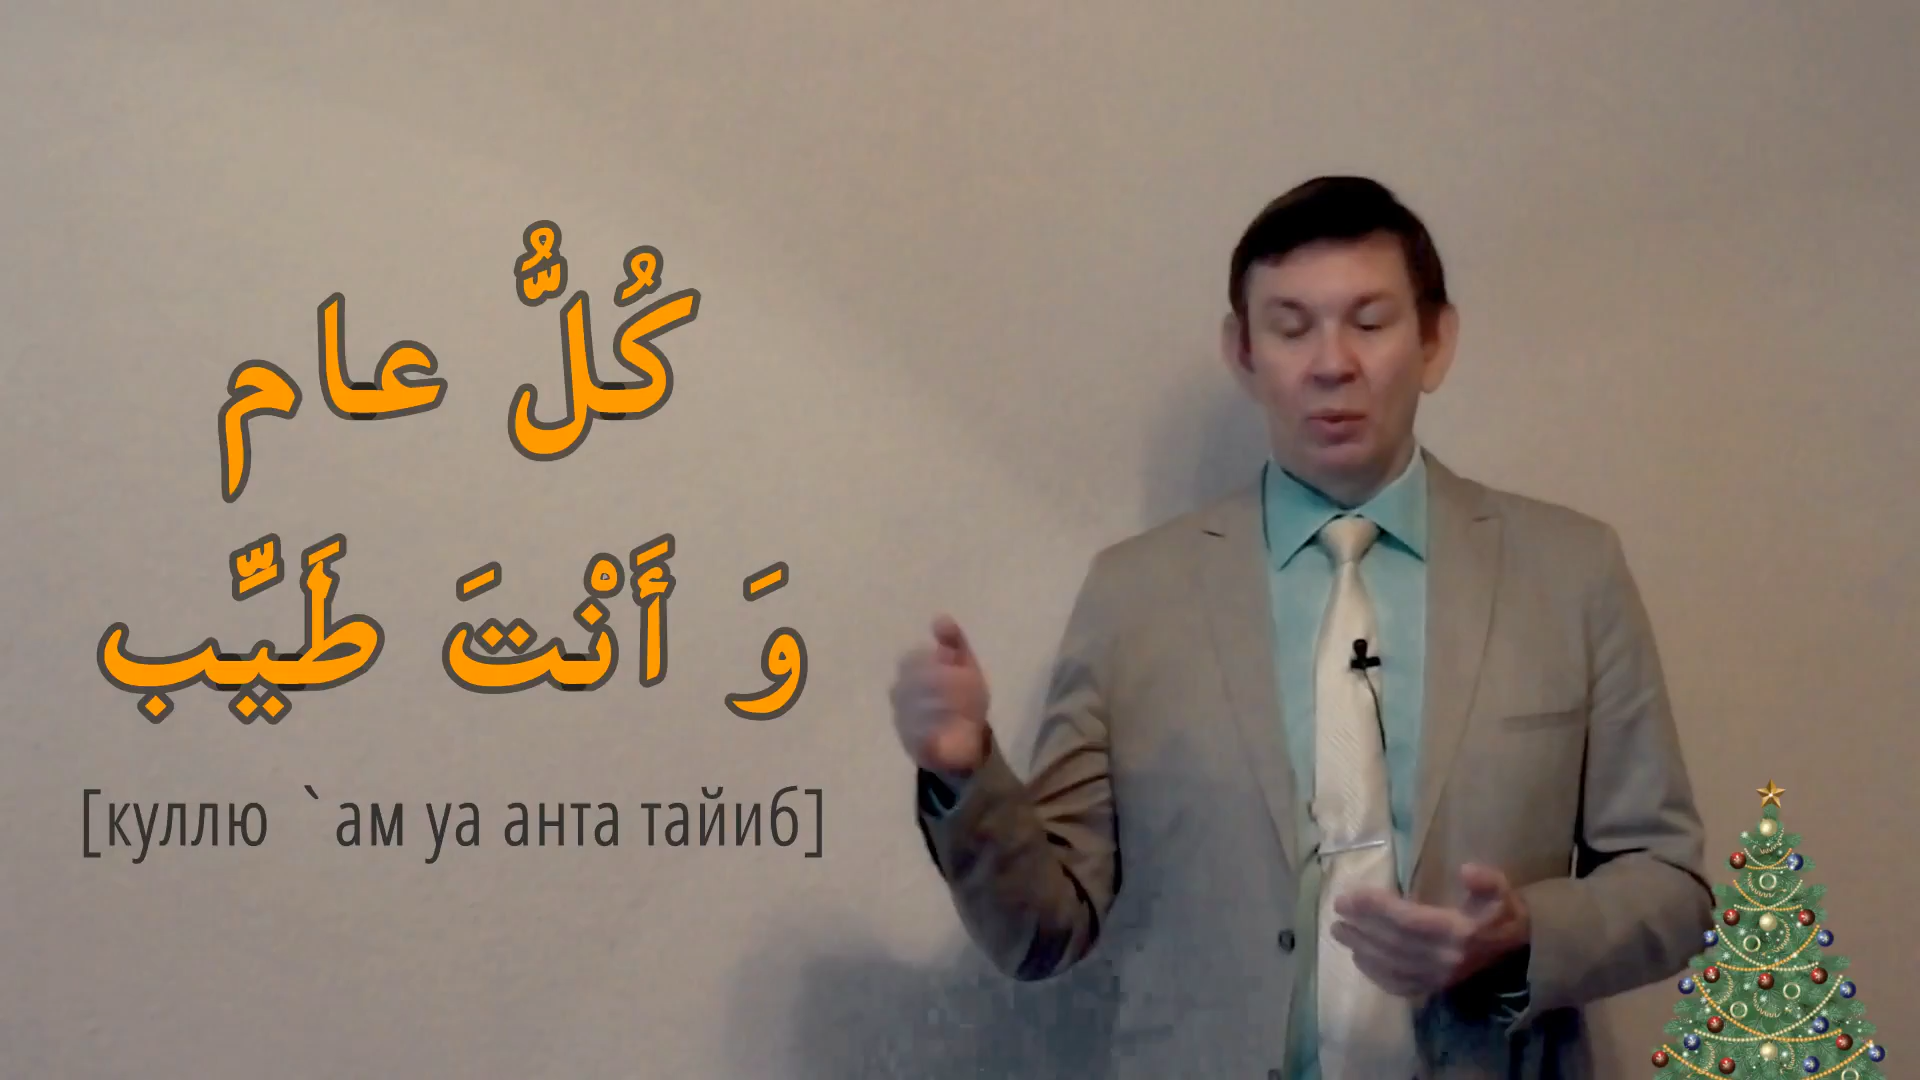 كُلُّ عام
وَ أَنْتَ طَيِّب
[куллю `ам уа анта тайиб]